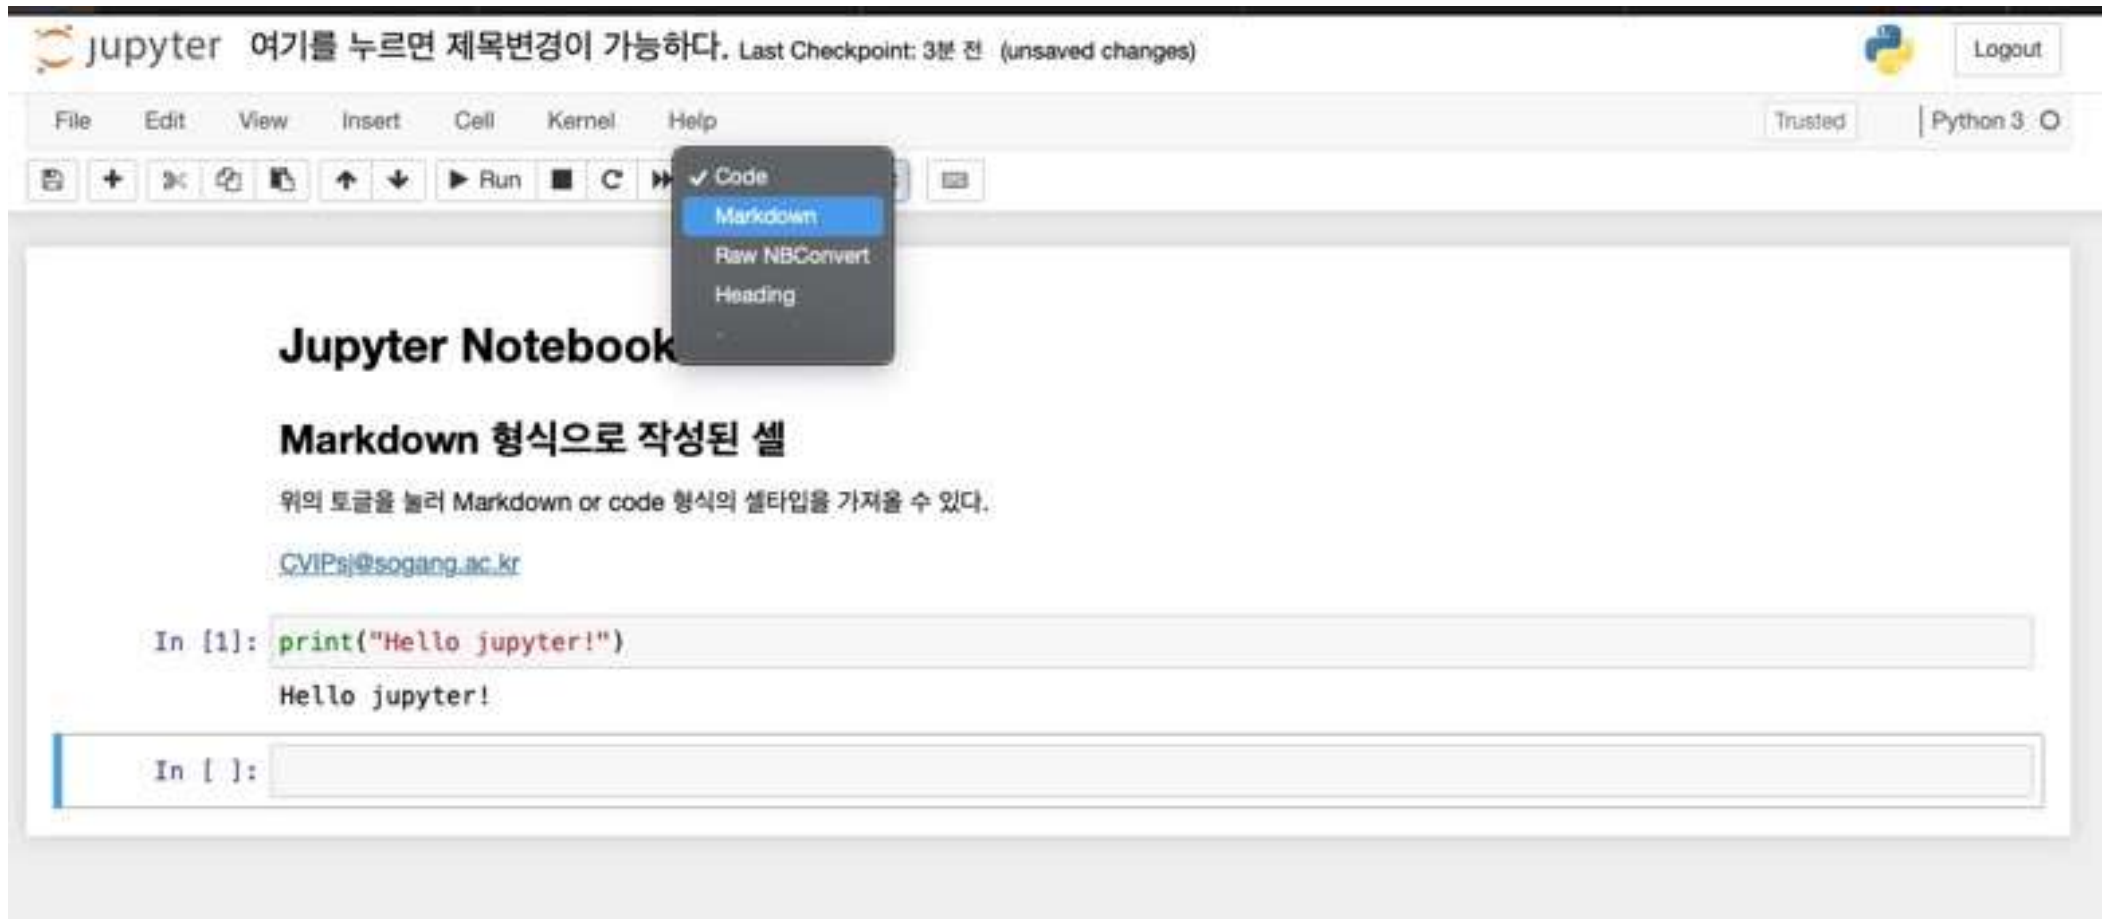 jupyter 여기를 누르면 제목변경이 가능하다. Last Checkpoint: 3분 전 (unsaved changes)
Logout
File Edit View Insert Cell Kernel Help
Trusted
Python 3
Run
✓ Code
Markdown
Raw NBConvert
Heading
-
Jupyter Notebook
Markdown 형식으로 작성된 셀
위의 토글을 눌러 Markdown or code 형식의 셀타입을 가져올 수 있다.
CVIPsj@sogang.ac.kr
In [1]: print("Hello jupyter!")
Hello jupyter!
In [ ]: